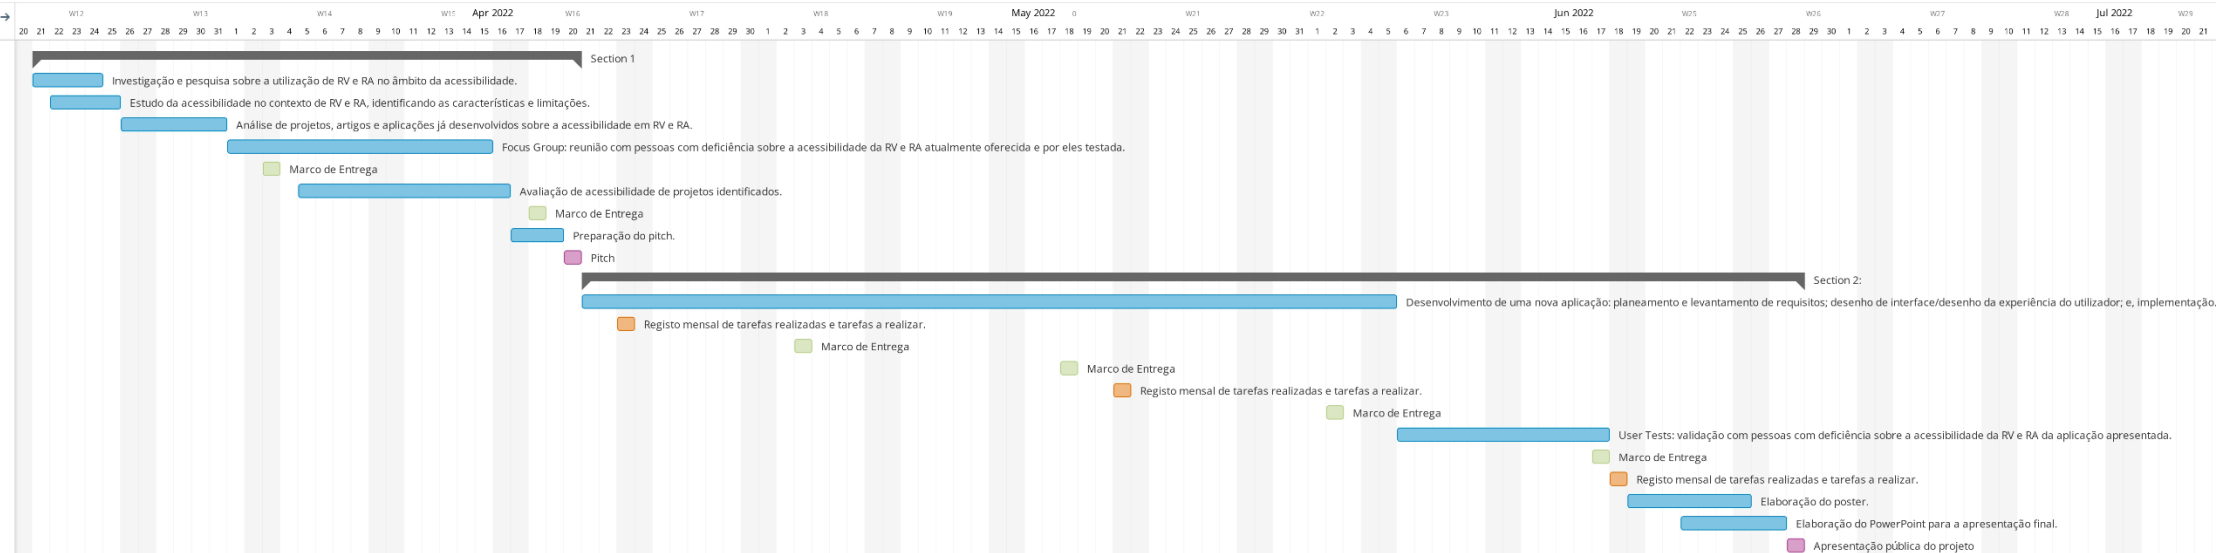 W12 W13 W14 W15 Apr 2022 W16 W17 W18 W19 May 2022 0 W21 W22 W23 Jun 2022 W25 W26 W27 W28 Jul 2022 W29
20 21 22 23 24 25 26 27 28 29 30 31 1 2 3 4 5 6 7 8 9 10 11 12 13 14 15 16 17 18 19 20 21 22 23 24 25 26 27 28 29 30 1 2 3 4 5 6 7 8 9 10 11 12 13 14 15 16 17 18 19 20 21 22 23 24 25 26 27 28 29 30 31 1 2 3 4 5 6 7 8 9 10 11 12 13 14 15 16 17 18 19 20 21 22 23 24 25 26 27 28 29 30 1 2 3 4 5 6 7 8 9 10 11 12 13 14 15 16 17 18 19 20 21
Section 1
Investigação e pesquisa sobre a utilização de RV e RA no âmbito da acessibilidade.
Estudo da acessibilidade no contexto de RV e RA, identificando as características e limitações.
Análise de projetos, artigos e aplicações já desenvolvidos sobre a acessibilidade em RV e RA.
Focus Group: reunião com pessoas com deficiência sobre a acessibilidade da RV e RA atualmente oferecida e por eles testada.
Marco de Entrega
Avaliação de acessibilidade de projetos identificados.
Marco de Entrega
Preparação do pitch.
Pitch
Section 2:
Desenvolvimento de uma nova aplicação: planeamento e levantamento de requisitos; desenho de interface/desenho da experiência do utilizador; e, implementação.
Registo mensal de tarefas realizadas e tarefas a realizar.
Marco de Entrega
Marco de Entrega
Registo mensal de tarefas realizadas e tarefas a realizar.
Marco de Entrega
User Tests: validação com pessoas com deficiência sobre a acessibilidade da RV e RA da aplicação apresentada.
Marco de Entrega
Registo mensal de tarefas realizadas e tarefas a realizar.
Elaboração do poster.
Elaboração do PowerPoint para a apresentação final.
Apresentação pública do projeto